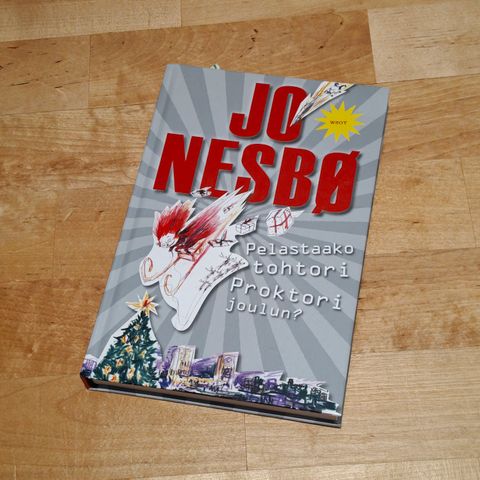 JO
NESBØ
WSOY
Pelastaako
tohtori
Proktori
joulun?